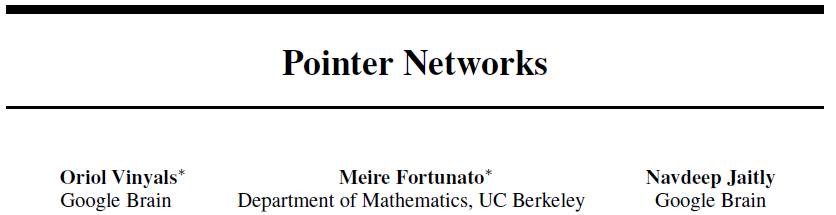 Pointer Networks
Oriol Vinyals* Meire Fortunato* Navdeep Jaitly
Google Brain Department of Mathematics, UC Berkeley Google Brain